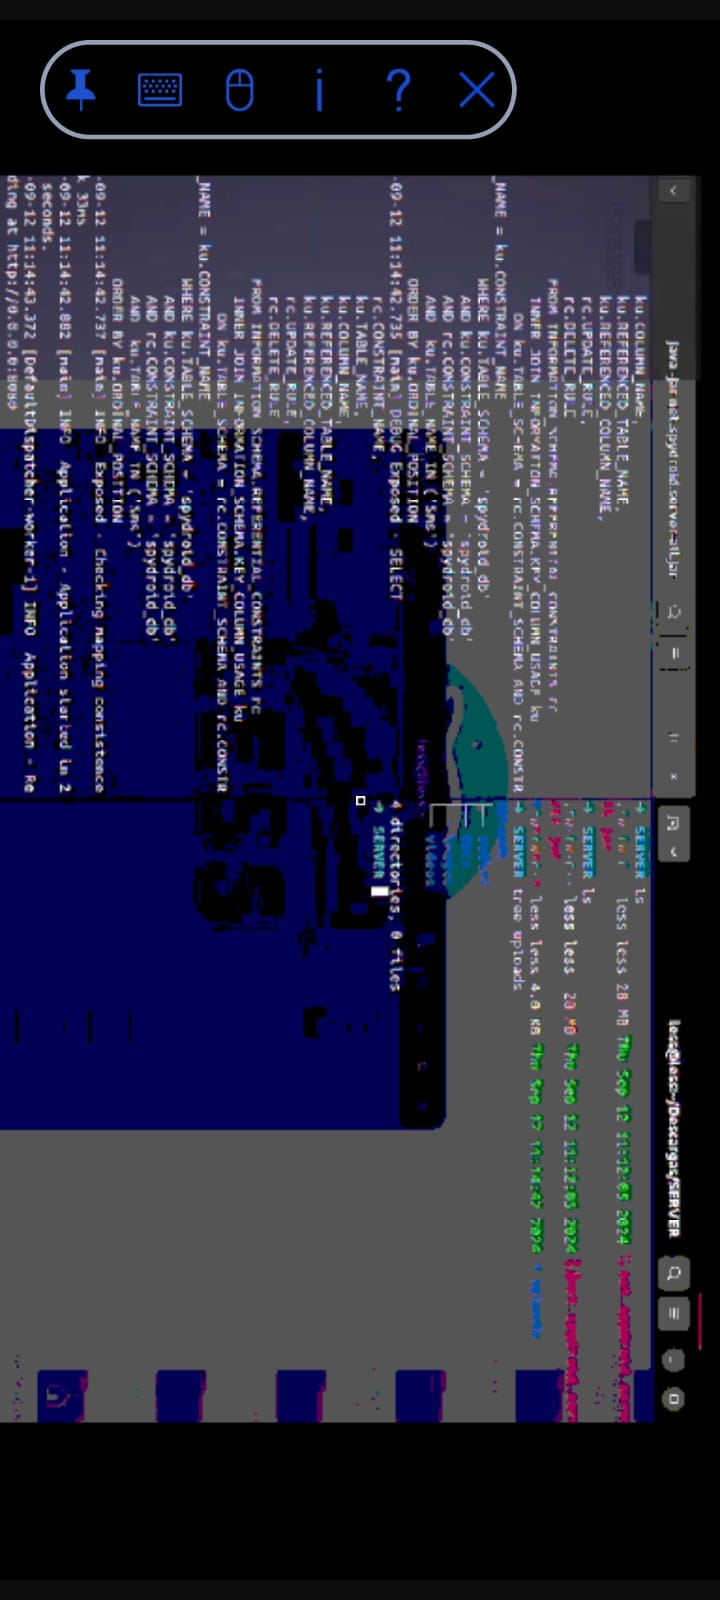 i
?
java -jar net.spydroid.server-all.jar
ku.COLUMN_NAME,
ku.REFERENCED_TABLE_NAME,
ku.REFERENCED_COLUMN_NAME,
rc.UPDATE_RULE,
rc.DELETE_RULE
FROM INFORMATION_SCHEMA.REFERENTIAL_CONSTRAINTS rc
INNER JOIN INFORMATION_SCHEMA.KEY_COLUMN_USAGE ku
ON ku.TABLE_SCHEMA = rc.CONSTRAINT_SCHEMA AND rc.CONSTR
_NAME = ku.CONSTRAINT_NAME
WHERE ku.TABLE_SCHEMA = 'spydroid_db'
AND ku.CONSTRAINT_SCHEMA = 'spydroid_db'
AND rc.CONSTRAINT_SCHEMA = 'spydroid_db'
AND ku.TABLE_NAME IN ('sms')
ORDER BY ku.ORDINAL_POSITION
-09-12 11:14:42.735 [main] DEBUG Exposed - SELECT
rc.CONSTRAINT_NAME,
ku.TABLE_NAME,
ku.COLUMN_NAME,
ku.REFERENCED_TABLE_NAME,
ku.REFERENCED_COLUMN_NAME,
rc.UPDATE_RULE,
rc.DELETE_RULE
FROM INFORMATION_SCHEMA.REFERENTIAL_CONSTRAINTS rc
INNER JOIN INFORMATION_SCHEMA.KEY_COLUMN_USAGE ku
ON ku.TABLE_SCHEMA = rc.CONSTRAINT_SCHEMA AND rc.CONSTR
_NAME = ku.CONSTRAINT_NAME
WHERE ku.TABLE_SCHEMA = 'spydroid_db'
AND ku.CONSTRAINT_SCHEMA = 'spydroid_db'
AND rc.CONSTRAINT_SCHEMA = 'spydroid_db'
AND ku.TABLE_NAME IN ('sms')
ORDER BY ku.ORDINAL_POSITION
-09-12 11:14:42.737 [main] INFO Exposed - Checking mapping consistence
k 33ms
-09-12 11:14:42.882 [main] INFO Application - Application started in 2
seconds.
-09-12 11:14:43.372 [DefaultDispatcher-worker-1] INFO Application - Re
ding at http://0.0.0.0:8080
less@less:~/Descargas/SERVER
→ SERVER ls
less less 28 MB Thu Sep 12 11:12:05 2024
→ SERVER ls
less less 28 MB Thu Sep 12 11:12:05 2024
less less 4.0 KB Thu Sep 12 11:14:42 2024 uploads
→ SERVER tree uploads
videos
4 directories, 0 files
→ SERVER